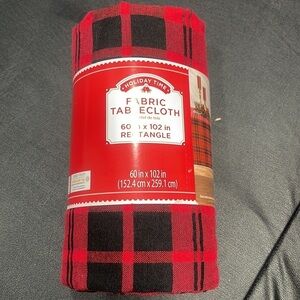 HOLIDAY TIME
FABRIC
TABLECLOTH
60 in x 102 in
RECTANGLE
60 in x 102 in
(152.4 cm x 259.1 cm)